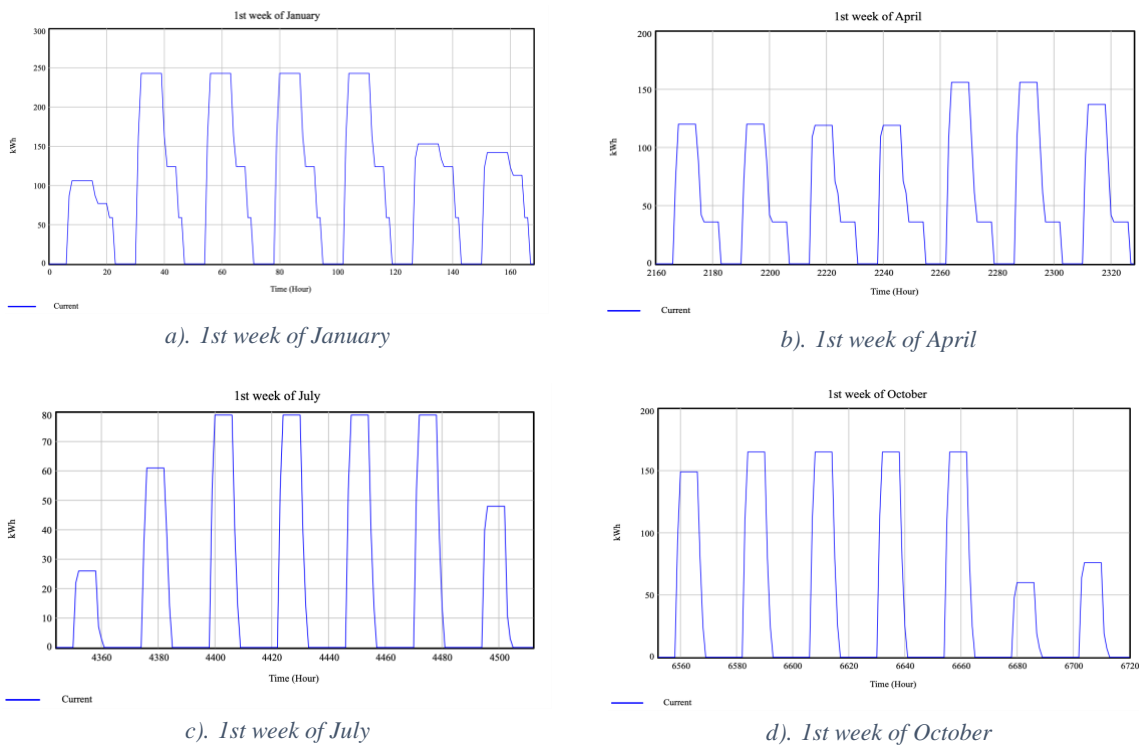 1st week of January
300
250
200
150
100
50
0
kWh
0 20 40 60 80 100 120 140 160
Time (Hour)
Current
a). 1st week of January
1st week of April
200
150
100
50
0
kWh
2160 2180 2200 2220 2240 2260 2280 2300 2320
Time (Hour)
Current
b). 1st week of April
1st week of July
80
70
60
50
40
30
20
10
0
kWh
4360 4380 4400 4420 4440 4460 4480 4500
Time (Hour)
Current
c). 1st week of July
1st week of October
200
150
100
50
0
kWh
6560 6580 6600 6620 6640 6660 6680 6700 6720
Time (Hour)
Current
d). 1st week of October